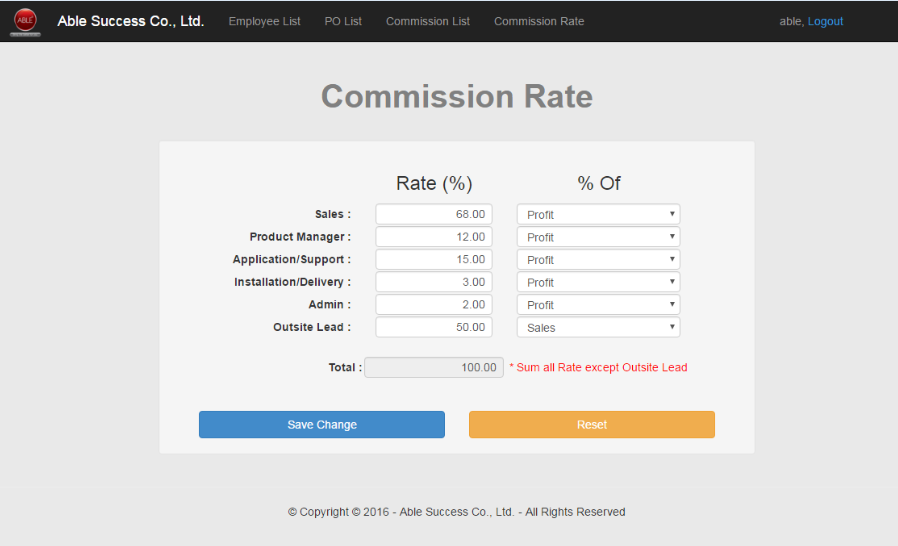 ABLE
Able Success Co., Ltd. Employee List PO List Commission List Commission Rate able, Logout
Commission Rate
Rate (%) % Of
Sales : 68.00 Profit
Product Manager : 12.00 Profit
Application/Support : 15.00 Profit
Installation/Delivery : 3.00 Profit
Admin : 2.00 Profit
Outsite Lead : 50.00 Sales
Total : 100.00 * Sum all Rate except Outsite Lead
Save Change Reset
© Copyright © 2016 - Able Success Co., Ltd. - All Rights Reserved